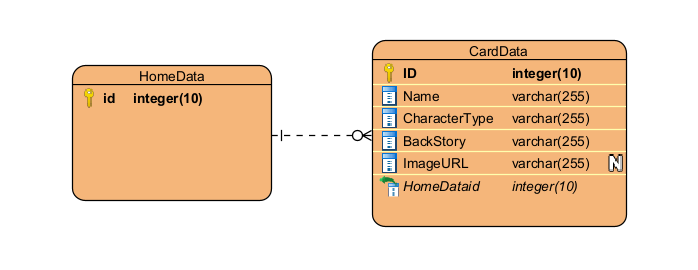 HomeData
id integer(10)
CardData
ID integer(10)
Name varchar(255)
CharacterType varchar(255)
BackStory varchar(255)
ImageURL varchar(255) N
HomeDataid integer(10)